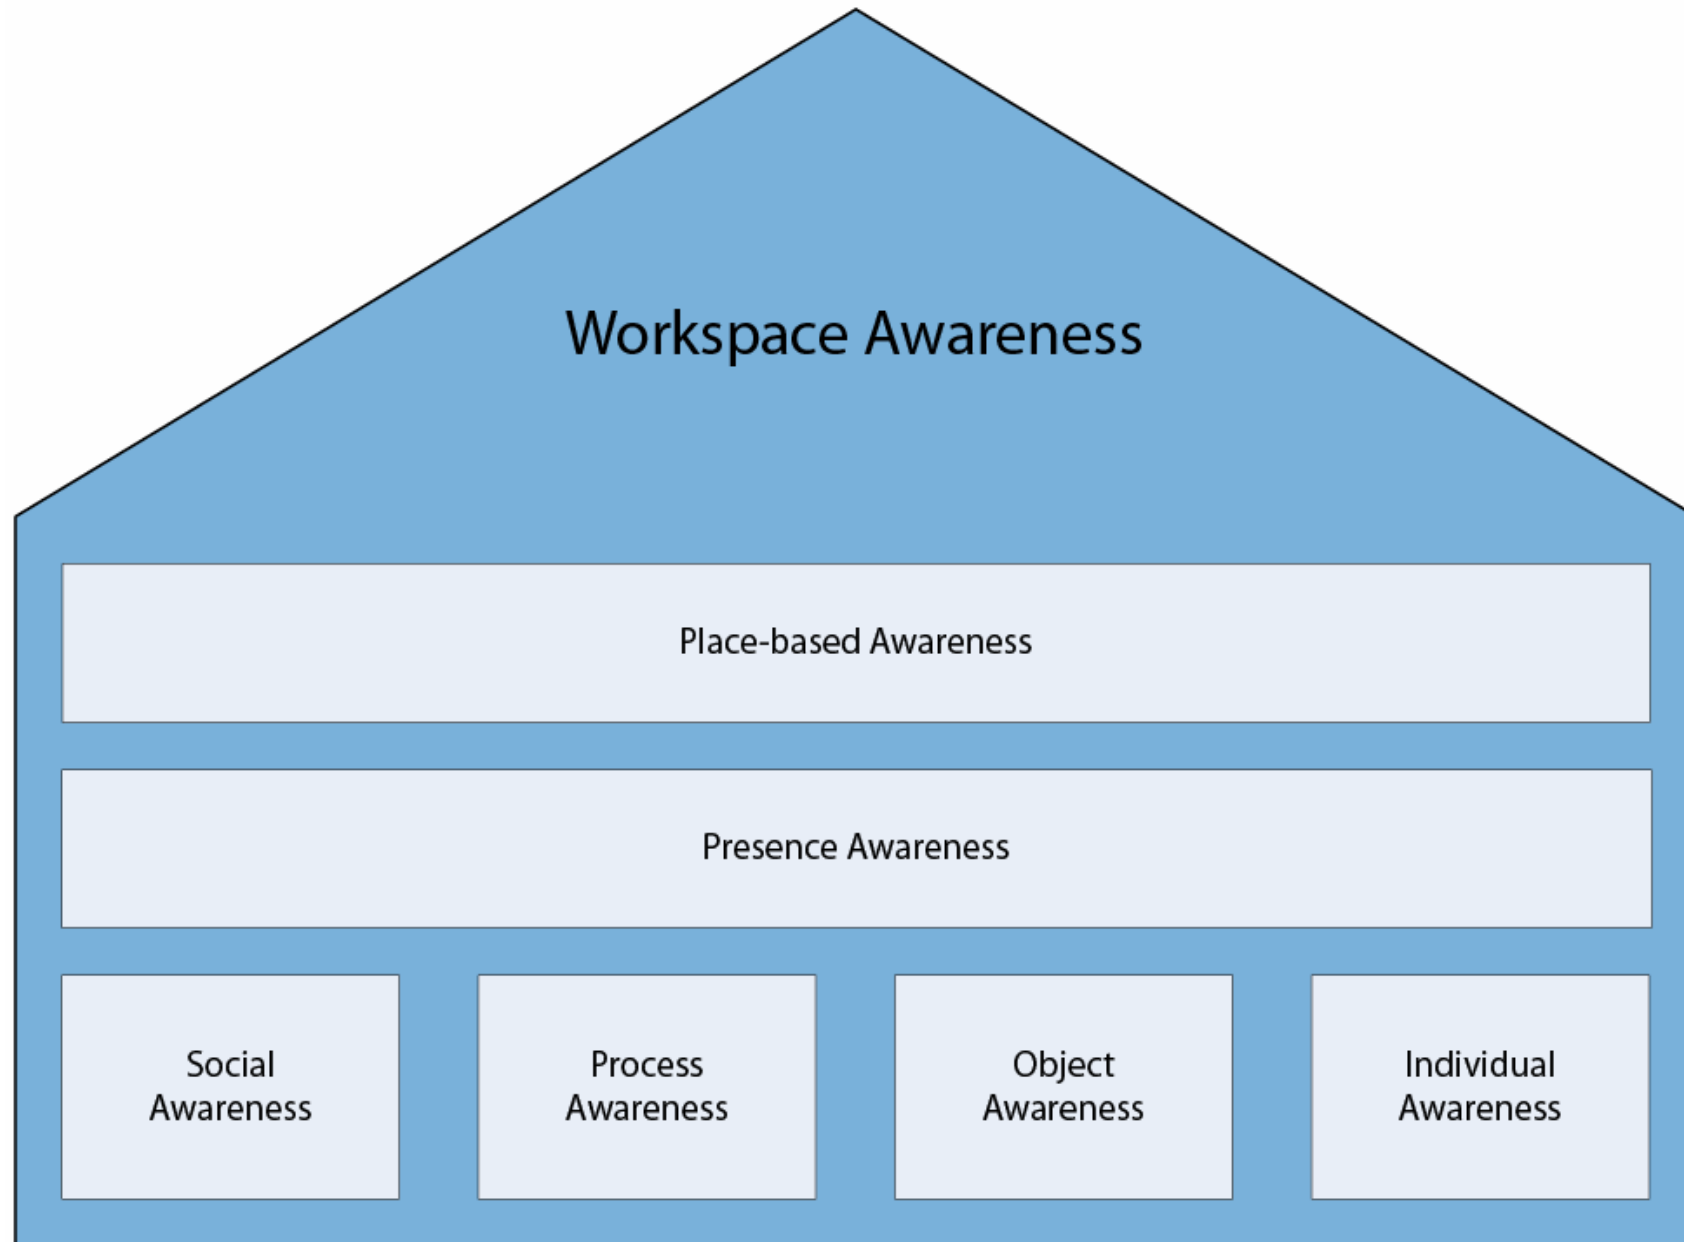 Workspace Awareness
Place-based Awareness
Presence Awareness
Social
Awareness
Process
Awareness
Object
Awareness
Individual
Awareness